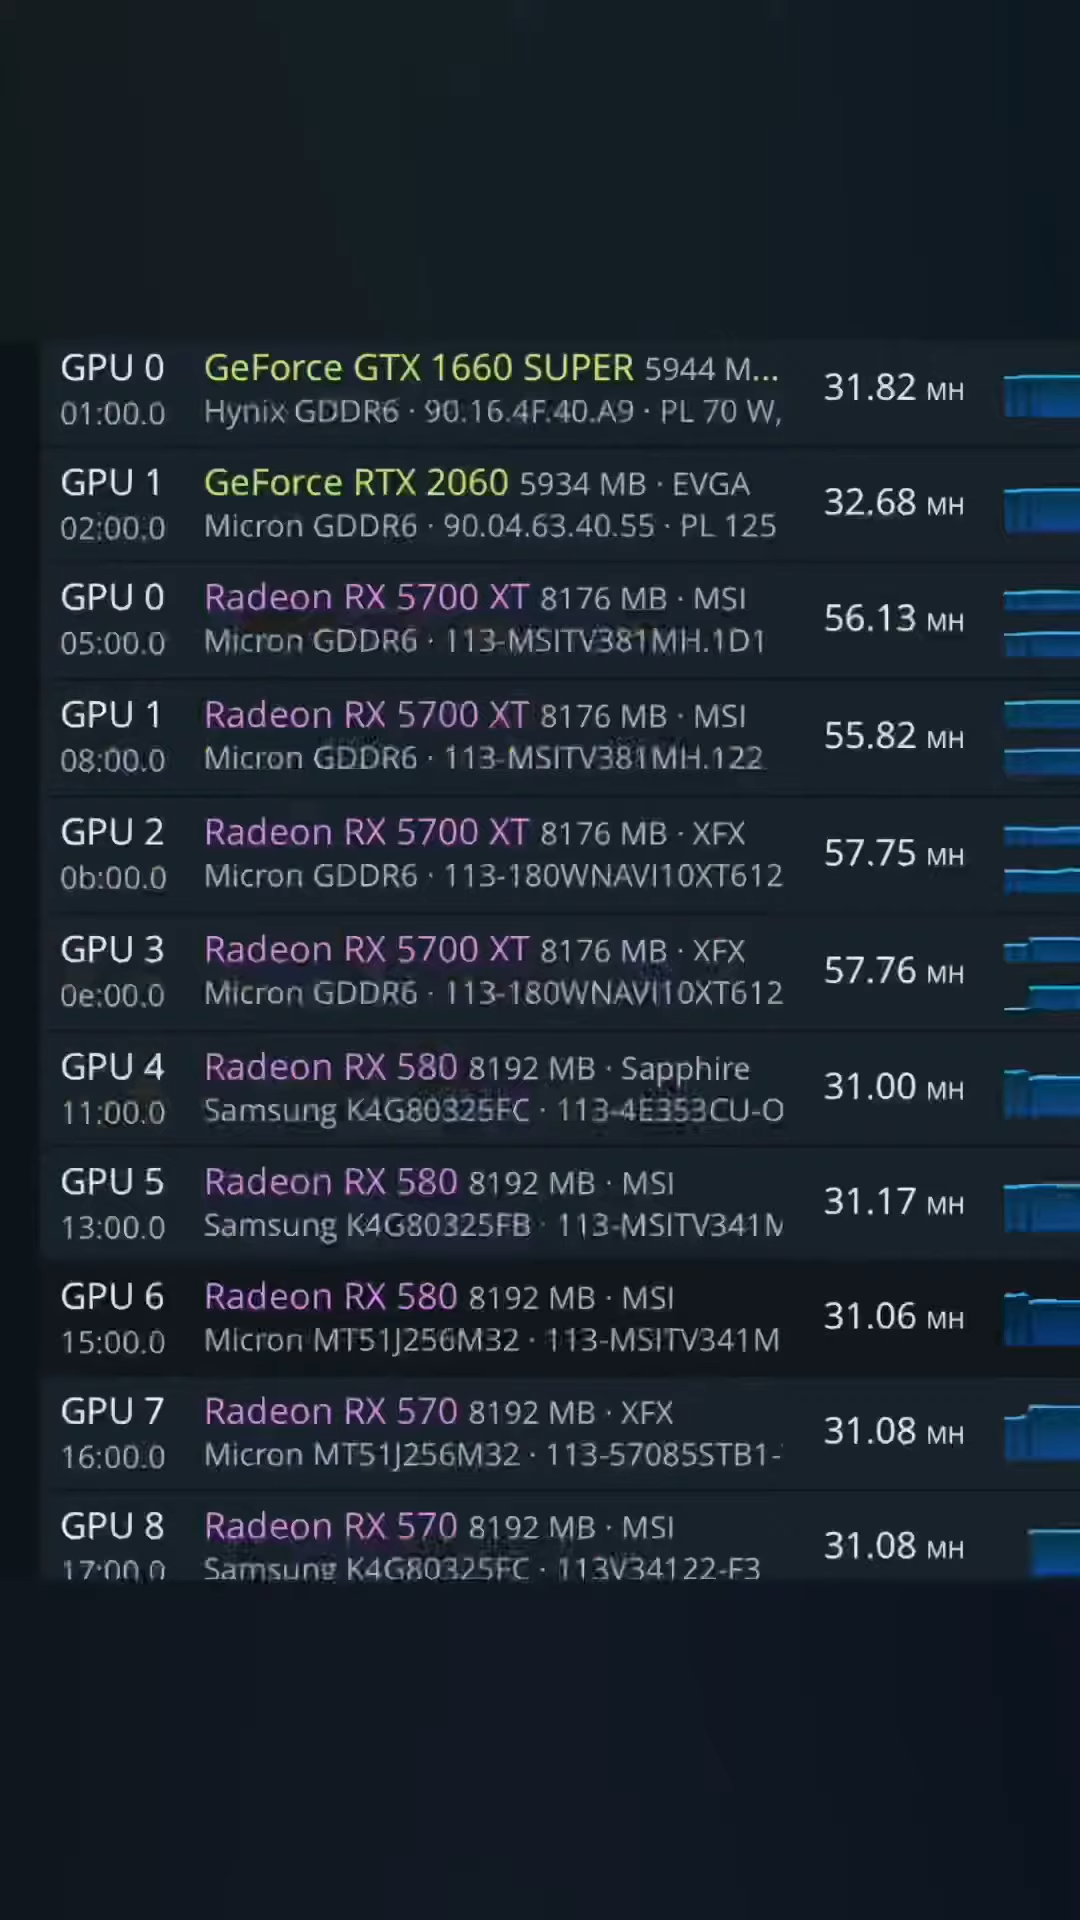 GPU 0 GeForce GTX 1660 SUPER 5944 M... 31.82 MH
01:00.0 Hynix GDDR6 · 90.16.4F.40.A9 · PL 70 W,
GPU 1 GeForce RTX 2060 5934 MB · EVGA 32.68 MH
02:00.0 Micron GDDR6 · 90.04.63.40.55 · PL 125
GPU 0 Radeon RX 5700 XT 8176 MB · MSI 56.13 MH
05:00.0 Micron GDDR6 · 113-MSITV381MH.1D1
GPU 1 Radeon RX 5700 XT 8176 MB · MSI 55.82 MH
08:00.0 Micron GDDR6 · 113-MSITV381MH.122
GPU 2 Radeon RX 5700 XT 8176 MB · XFX 57.75 MH
0b:00.0 Micron GDDR6 · 113-180WNAVI10XT612
GPU 3 Radeon RX 5700 XT 8176 MB · XFX 57.76 MH
0e:00.0 Micron GDDR6 · 113-180WNAVI10XT612
GPU 4 Radeon RX 580 8192 MB · Sapphire 31.00 MH
11:00.0 Samsung K4G80325FC · 113-4E353CU-O
GPU 5 Radeon RX 580 8192 MB · MSI 31.17 MH
13:00.0 Samsung K4G80325FB · 113-MSITV341M
GPU 6 Radeon RX 580 8192 MB · MSI 31.06 MH
15:00.0 Micron MT51J256M32 · 113-MSITV341M
GPU 7 Radeon RX 570 8192 MB · XFX 31.08 MH
16:00.0 Micron MT51J256M32 · 113-57085STB1-
GPU 8 Radeon RX 570 8192 MB · MSI 31.08 MH
17:00.0 Samsung K4G80325FC · 113V34122-F3